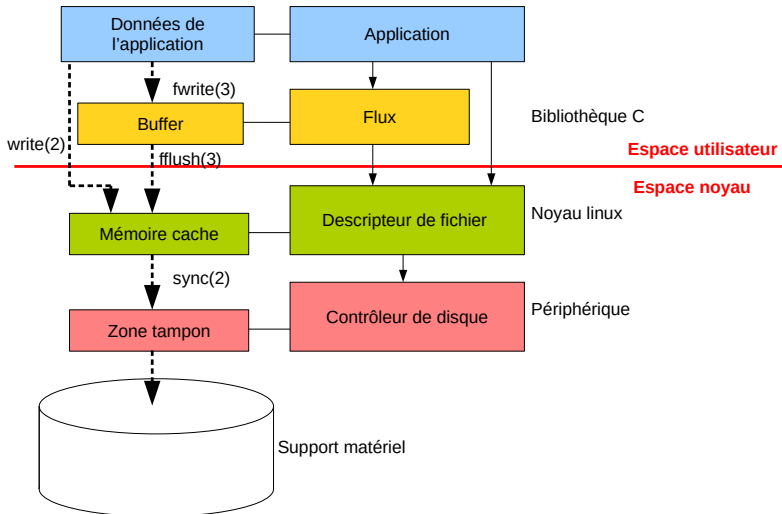 Données de
l'application
Application
fwrite(3)
Buffer
Flux
Bibliothèque C
write(2)
fflush(3)
Espace utilisateur
Espace noyau
Mémoire cache
Descripteur de fichier
Noyau linux
sync(2)
Zone tampon
Contrôleur de disque
Périphérique
Support matériel